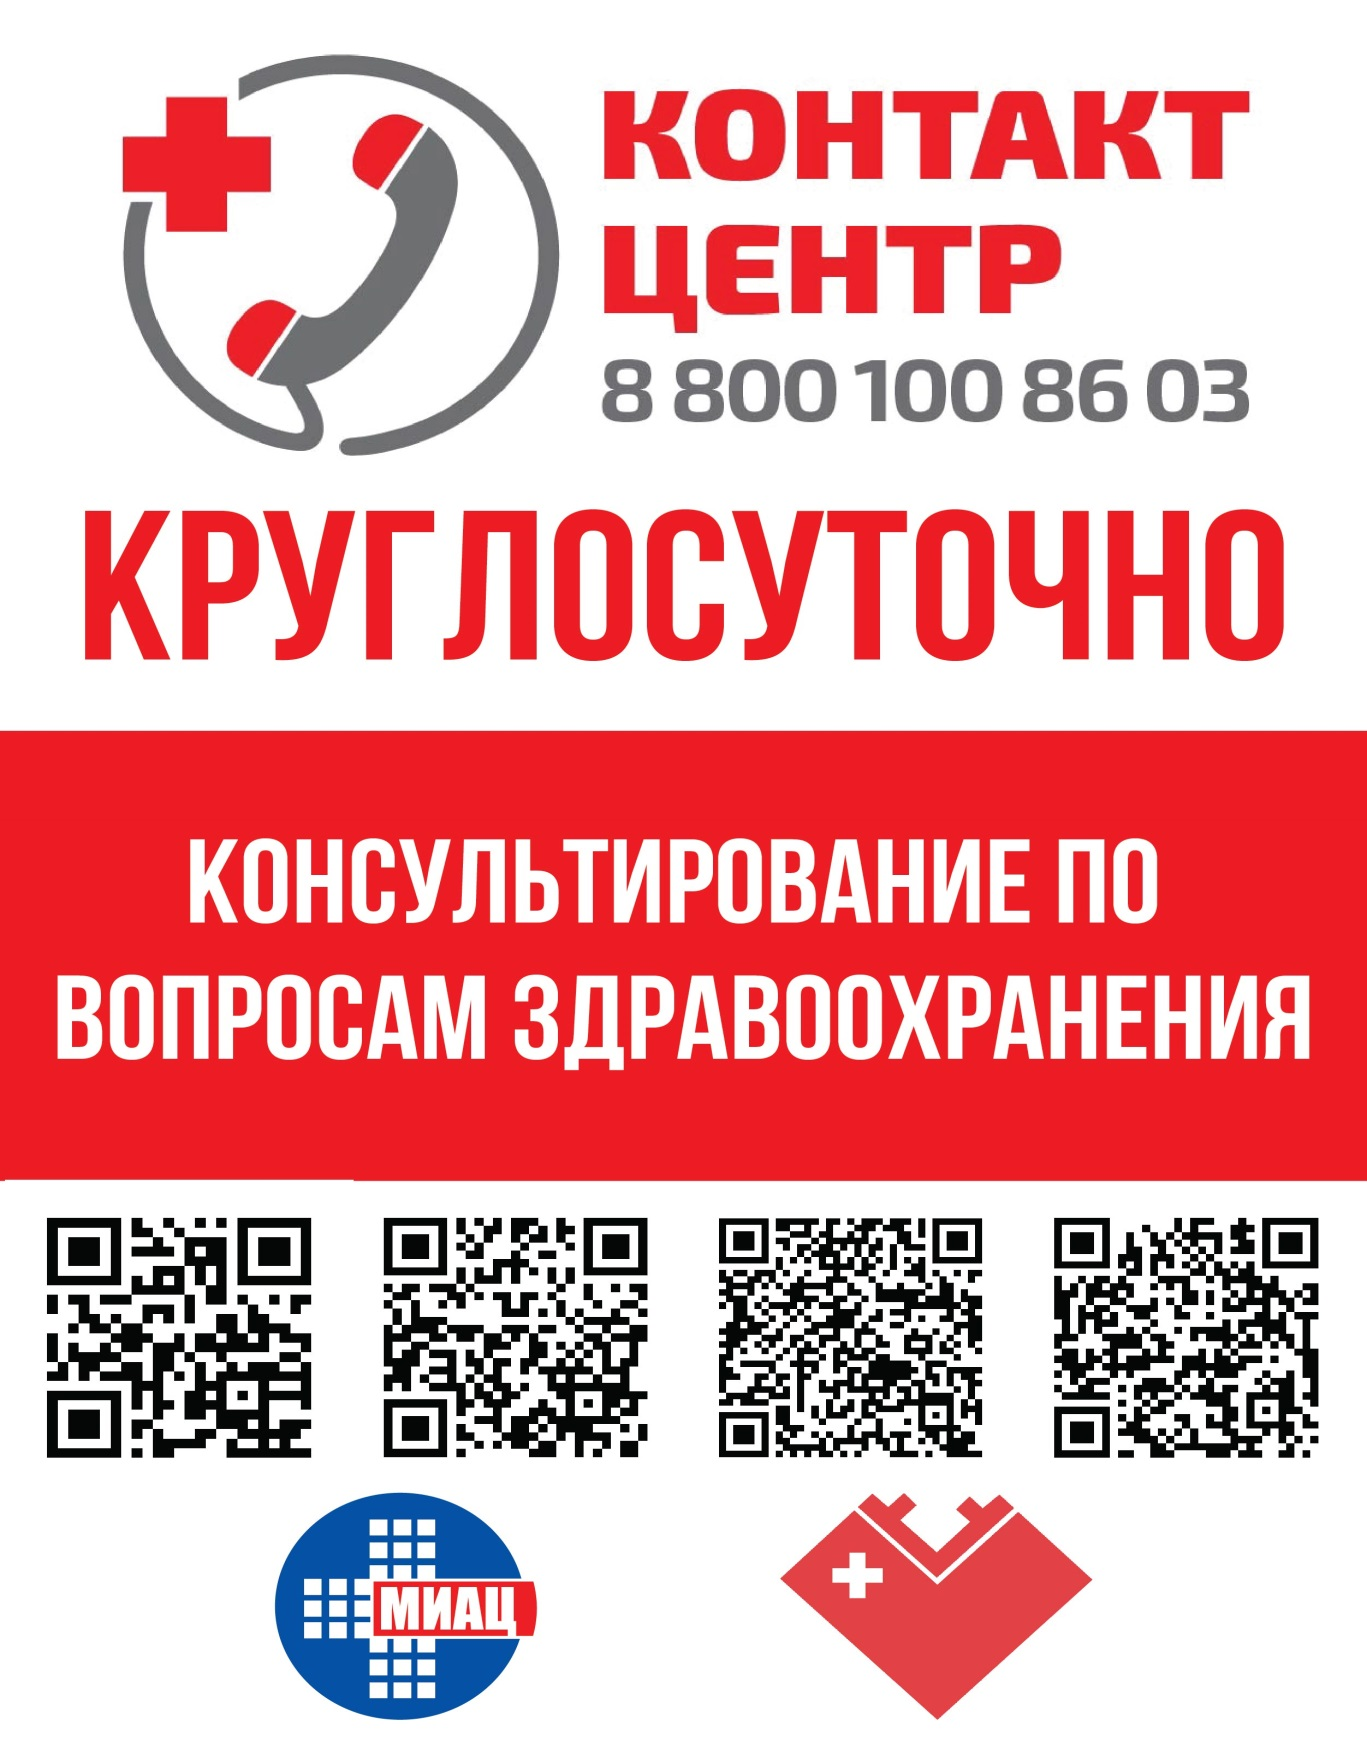 КОНТАКТ
ЦЕНТР
8 800 100 86 03
КРУГЛОСУТОЧНО
КОНСУЛЬТИРОВАНИЕ ПО
ВОПРОСАМ ЗДРАВООХРАНЕНИЯ
МИАЦ